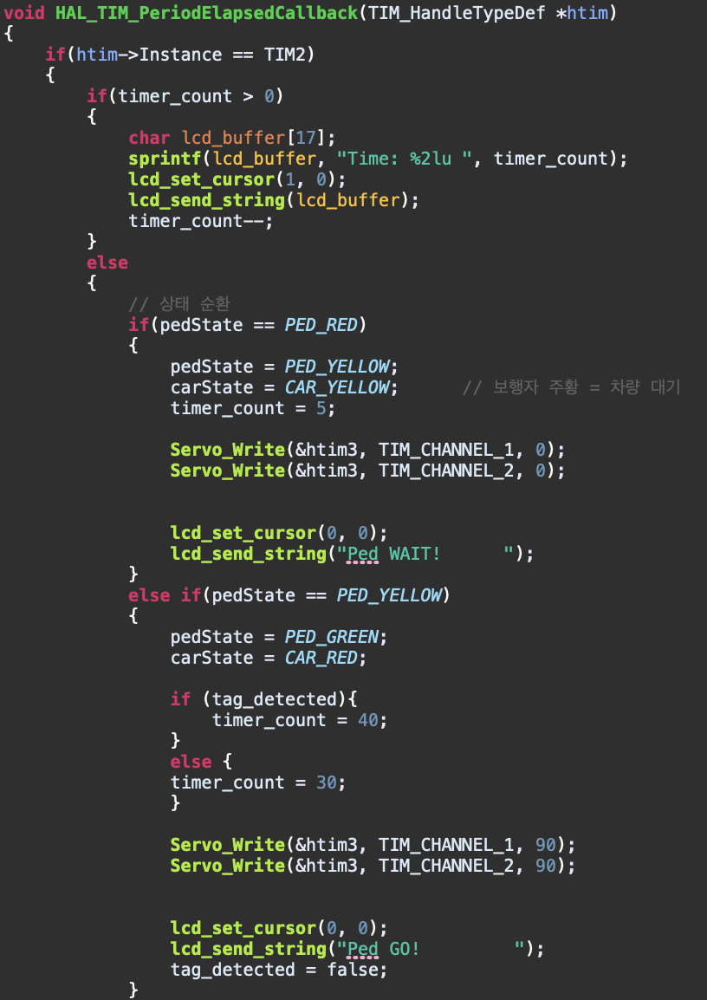 void HAL_TIM_PeriodElapsedCallback(TIM_HandleTypeDef *htim)
{
    if(htim->Instance == TIM2)
    {
        if(timer_count > 0)
        {
            char lcd_buffer[17];
            sprintf(lcd_buffer, "Time: %2lu ", timer_count);
            lcd_set_cursor(1, 0);
            lcd_send_string(lcd_buffer);
            timer_count--;
        }
        else
        {
            // 상태 순환
            if(pedState == PED_RED)
            {
                pedState = PED_YELLOW;
                carState = CAR_YELLOW;      // 보행자 주황 = 차량 대기
                timer_count = 5;

                Servo_Write(&htim3, TIM_CHANNEL_1, 0);
                Servo_Write(&htim3, TIM_CHANNEL_2, 0);


                lcd_set_cursor(0, 0);
                lcd_send_string("Ped WAIT!      ");
            }
            else if(pedState == PED_YELLOW)
            {
                pedState = PED_GREEN;
                carState = CAR_RED;

                if (tag_detected){
                    timer_count = 40;
                }
                else {
                timer_count = 30;
                }

                Servo_Write(&htim3, TIM_CHANNEL_1, 90);
                Servo_Write(&htim3, TIM_CHANNEL_2, 90);


                lcd_set_cursor(0, 0);
                lcd_send_string("Ped GO!         ");
                tag_detected = false;
            }